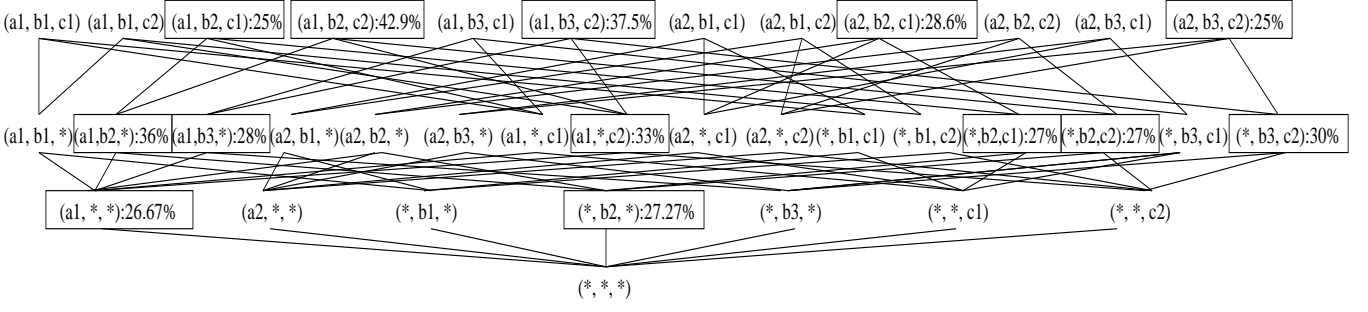 (a1, b1, c1) (a1, b1, c2) (a1, b2, c1):25% (a1, b2, c2):42.9% (a1, b3, c1) (a1, b3, c2):37.5% (a2, b1, c1) (a2, b1, c2) (a2, b2, c1):28.6% (a2, b2, c2) (a2, b3, c1) (a2, b3, c2):25%
(a1, b1, *) (a1,b2,*):36% (a1,b3,*):28% (a2, b1, *) (a2, b2, *) (a2, b3, *) (a1, *, c1) (a1,*,c2):33% (a2, *, c1) (a2, *, c2) (*, b1, c1) (*, b1, c2) (*,b2,c1):27% (*,b2,c2):27% (*, b3, c1) (*, b3, c2):30%
(a1, *, *):26.67% (a2, *, *) (*, b1, *) (*, b2, *):27.27% (*, b3, *) (*, *, c1) (*, *, c2)
(*, *, *)